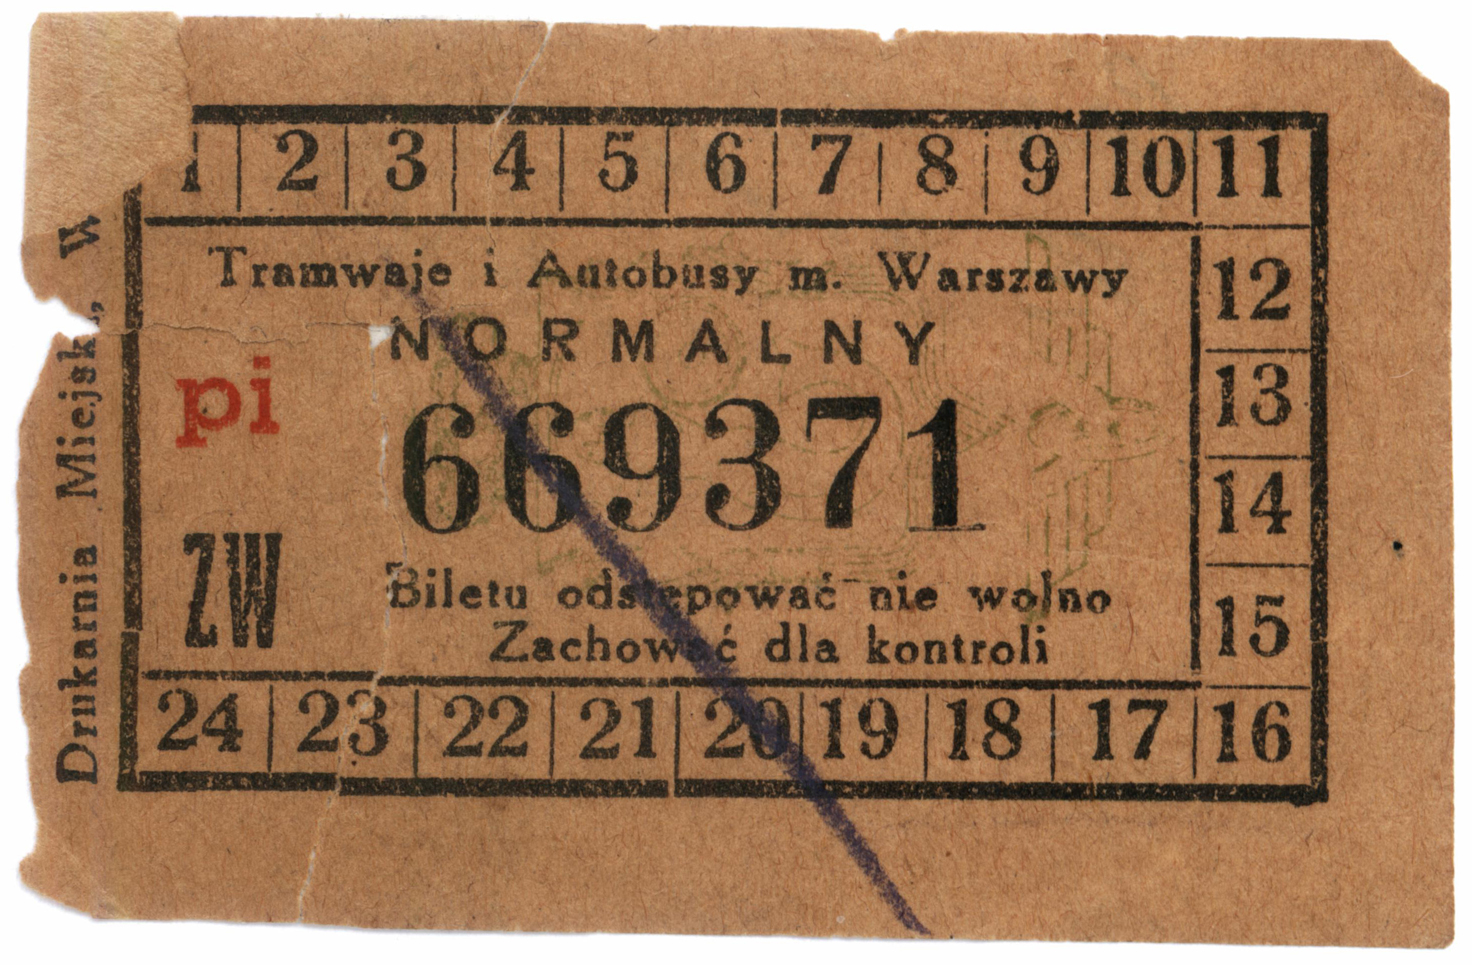 1 2 3 4 5 6 7 8 9 10 11
Tramwaje i Autobusy m. Warszawy
NORMALNY
pi
669371
ZW
Biletu odstępować nie wolno
Zachować dla kontroli
12
13
14
15
24 23 22 21 20 19 18 17 16
Drukarnia Miejska, W